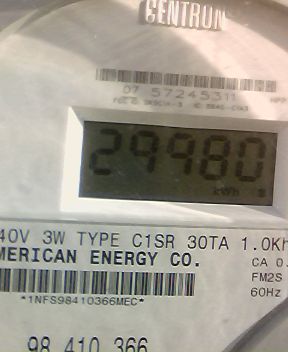 CENTRON
07 57245311
29980
kWh
40V 3W TYPE C1SR 30TA 1.0Kh
MERICAN ENERGY CO.
CA 0.
FM2S
60Hz
*1NFS98410366MEC*
98 410 366